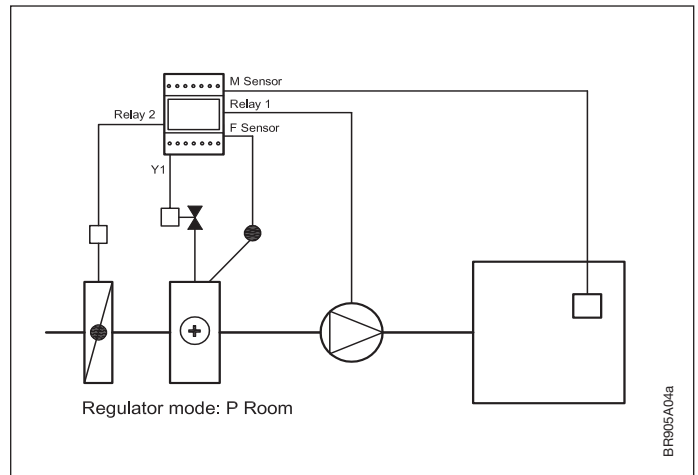 M Sensor
Relay 1
Relay 2
F Sensor
Y1
Regulator mode: P Room
BR905A04a